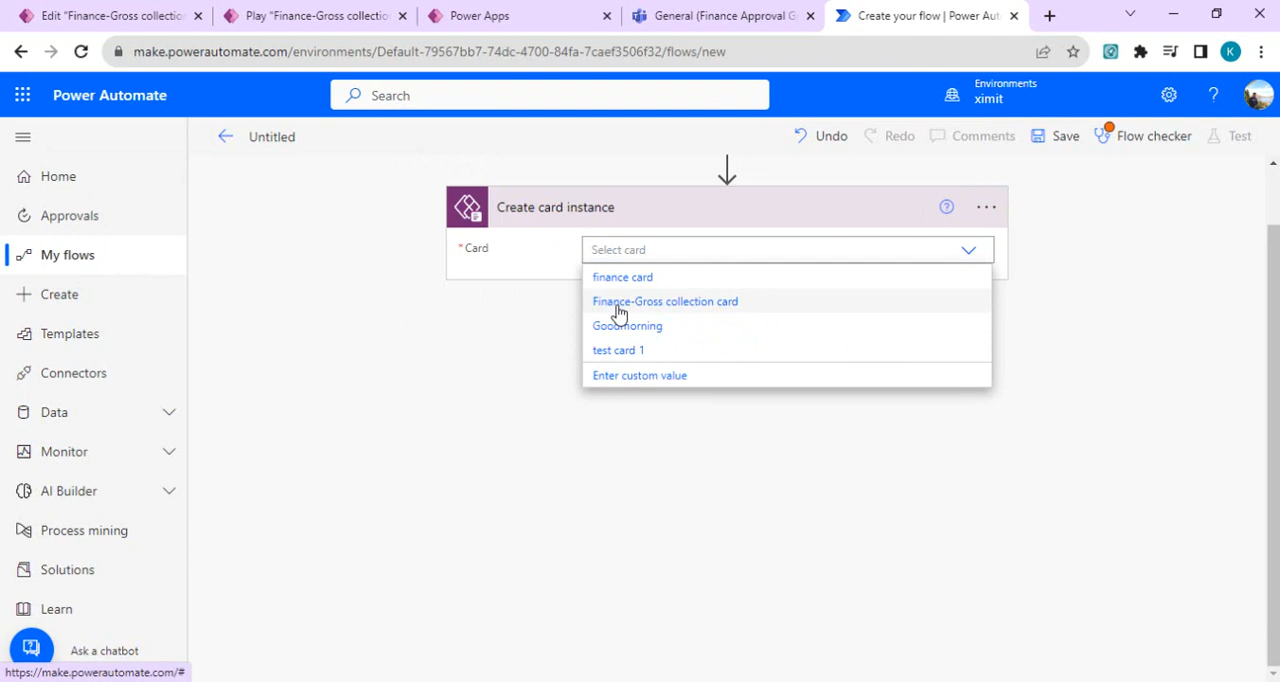 Edit "Finance-Gross collection
Play "Finance-Gross collectio
Power Apps
General (Finance Approval G
Create your flow | Power Aut
make.powerautomate.com/environments/Default-79567bb7-74dc-4700-84fa-7caef3506f32/flows/new
K
Power Automate
Search
Environments
ximit
Untitled
Undo
Redo
Comments
Save
Flow checker
Test
Home
Approvals
My flows
Create
Templates
Connectors
Data
Monitor
AI Builder
Process mining
Solutions
Learn
Ask a chatbot
Create card instance
* Card
Select card
finance card
Finance-Gross collection card
Goodmorning
test card 1
Enter custom value
https://make.powerautomate.com/#